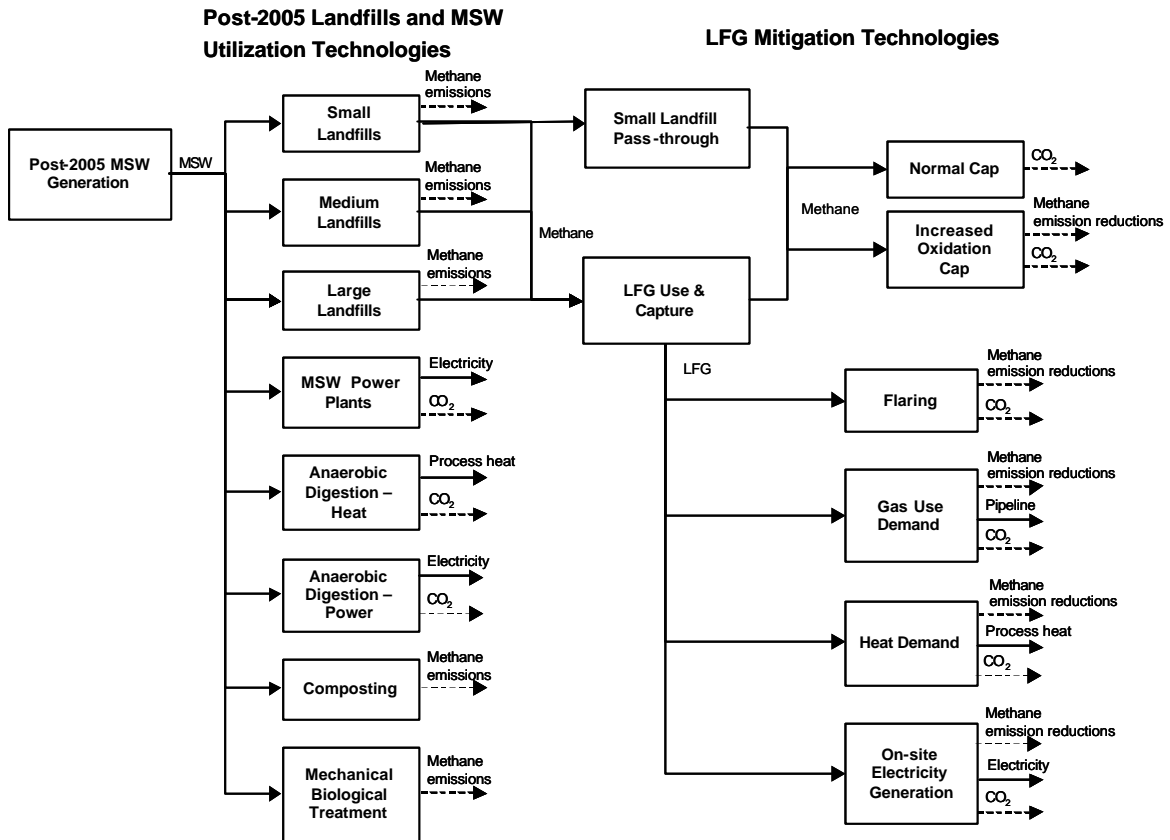 Post-2005 Landfills and MSW
Utilization Technologies
LFG Mitigation Technologies
Post-2005 MSW
Generation
MSW
Small
Landfills
Methane
emissions
Medium
Landfills
Methane
emissions
Large
Landfills
Methane
emissions
Methane
MSW Power
Plants
Electricity
CO2
Anaerobic
Digestion –
Heat
Process heat
CO2
Anaerobic
Digestion –
Power
Electricity
CO2
Composting
Methane
emissions
Mechanical
Biological
Treatment
Methane
emissions
Small Landfill
Pass-through
LFG Use &
Capture
Methane
LFG
Normal Cap
CO2
Increased
Oxidation
Cap
Methane
emission reductions
CO2
Flaring
Methane
emission reductions
CO2
Gas Use
Demand
Methane
emission reductions
Pipeline
CO2
Heat Demand
Methane
emission reductions
Process heat
CO2
On-site
Electricity
Generation
Methane
emission reductions
Electricity
CO2